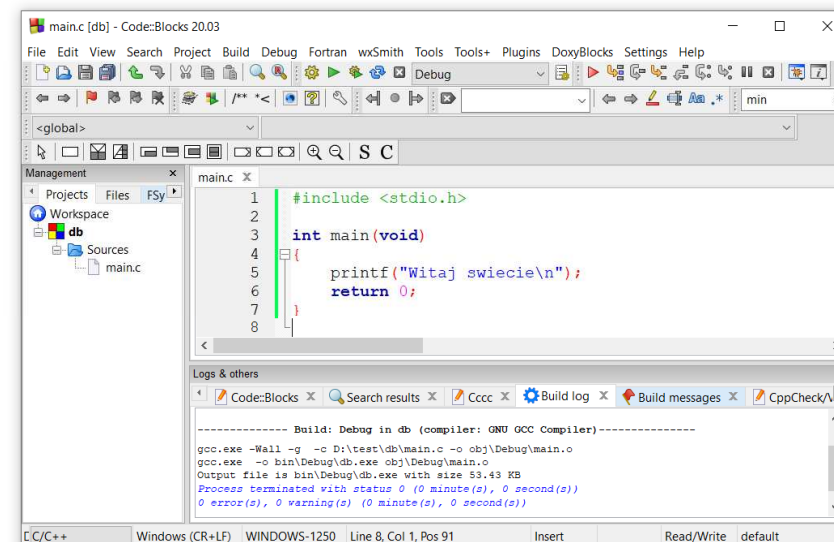 main.c [db] - Code::Blocks 20.03
File Edit View Search Project Build Debug Fortran wxSmith Tools Tools+ Plugins DoxyBlocks Settings Help
Debug
/** *< Aa .* min
<global>
S C
Management
main.c
Projects Files FSy
Workspace
db
Sources
main.c
1 #include <stdio.h>
2
3 int main(void)
4 {
5 printf("Witaj swiecie\n");
6 return 0;
7 }
8
Logs & others
Code::Blocks Search results Cccc Build log Build messages CppCheck/V
-------------- Build: Debug in db (compiler: GNU GCC Compiler)---------------
gcc.exe -Wall -g -c D:\test\db\main.c -o obj\Debug\main.o
gcc.exe -o bin\Debug\db.exe obj\Debug\main.o
Output file is bin\Debug\db.exe with size 53.43 KB
Process terminated with status 0 (0 minute(s), 0 second(s))
0 error(s), 0 warning(s) (0 minute(s), 0 second(s))
C/C++ Windows (CR+LF) WINDOWS-1250 Line 8, Col 1, Pos 91 Insert Read/Write default